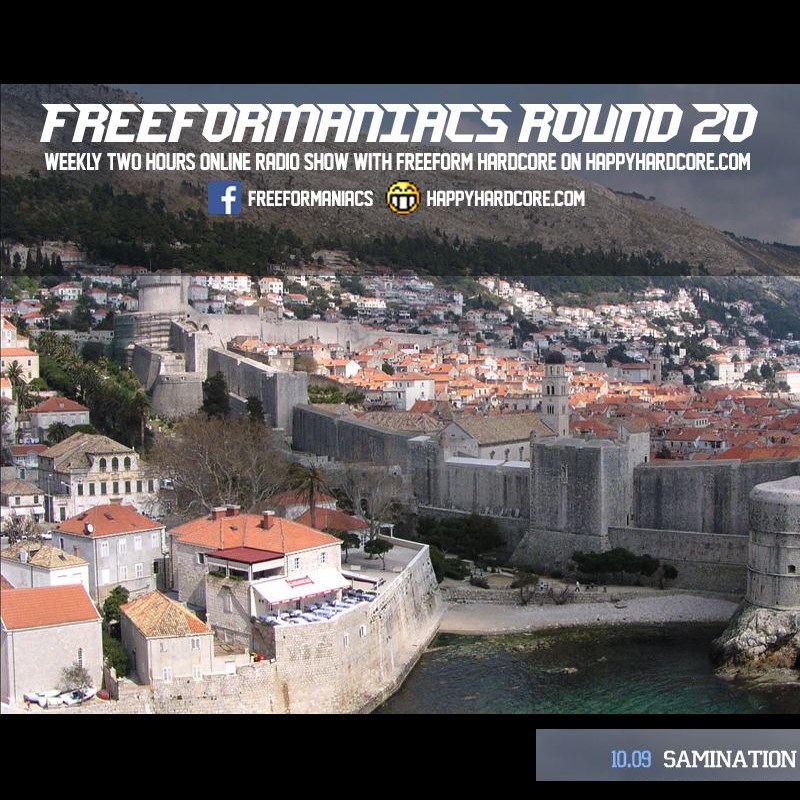 FREEFORMANIACS ROUND 20
WEEKLY TWO HOURS ONLINE RADIO SHOW WITH FREEFORM HARDCORE ON HAPPYHARDCORE.COM
f FREEFORMANIACS HAPPYHARDCORE.COM
10.09 SAMINATION